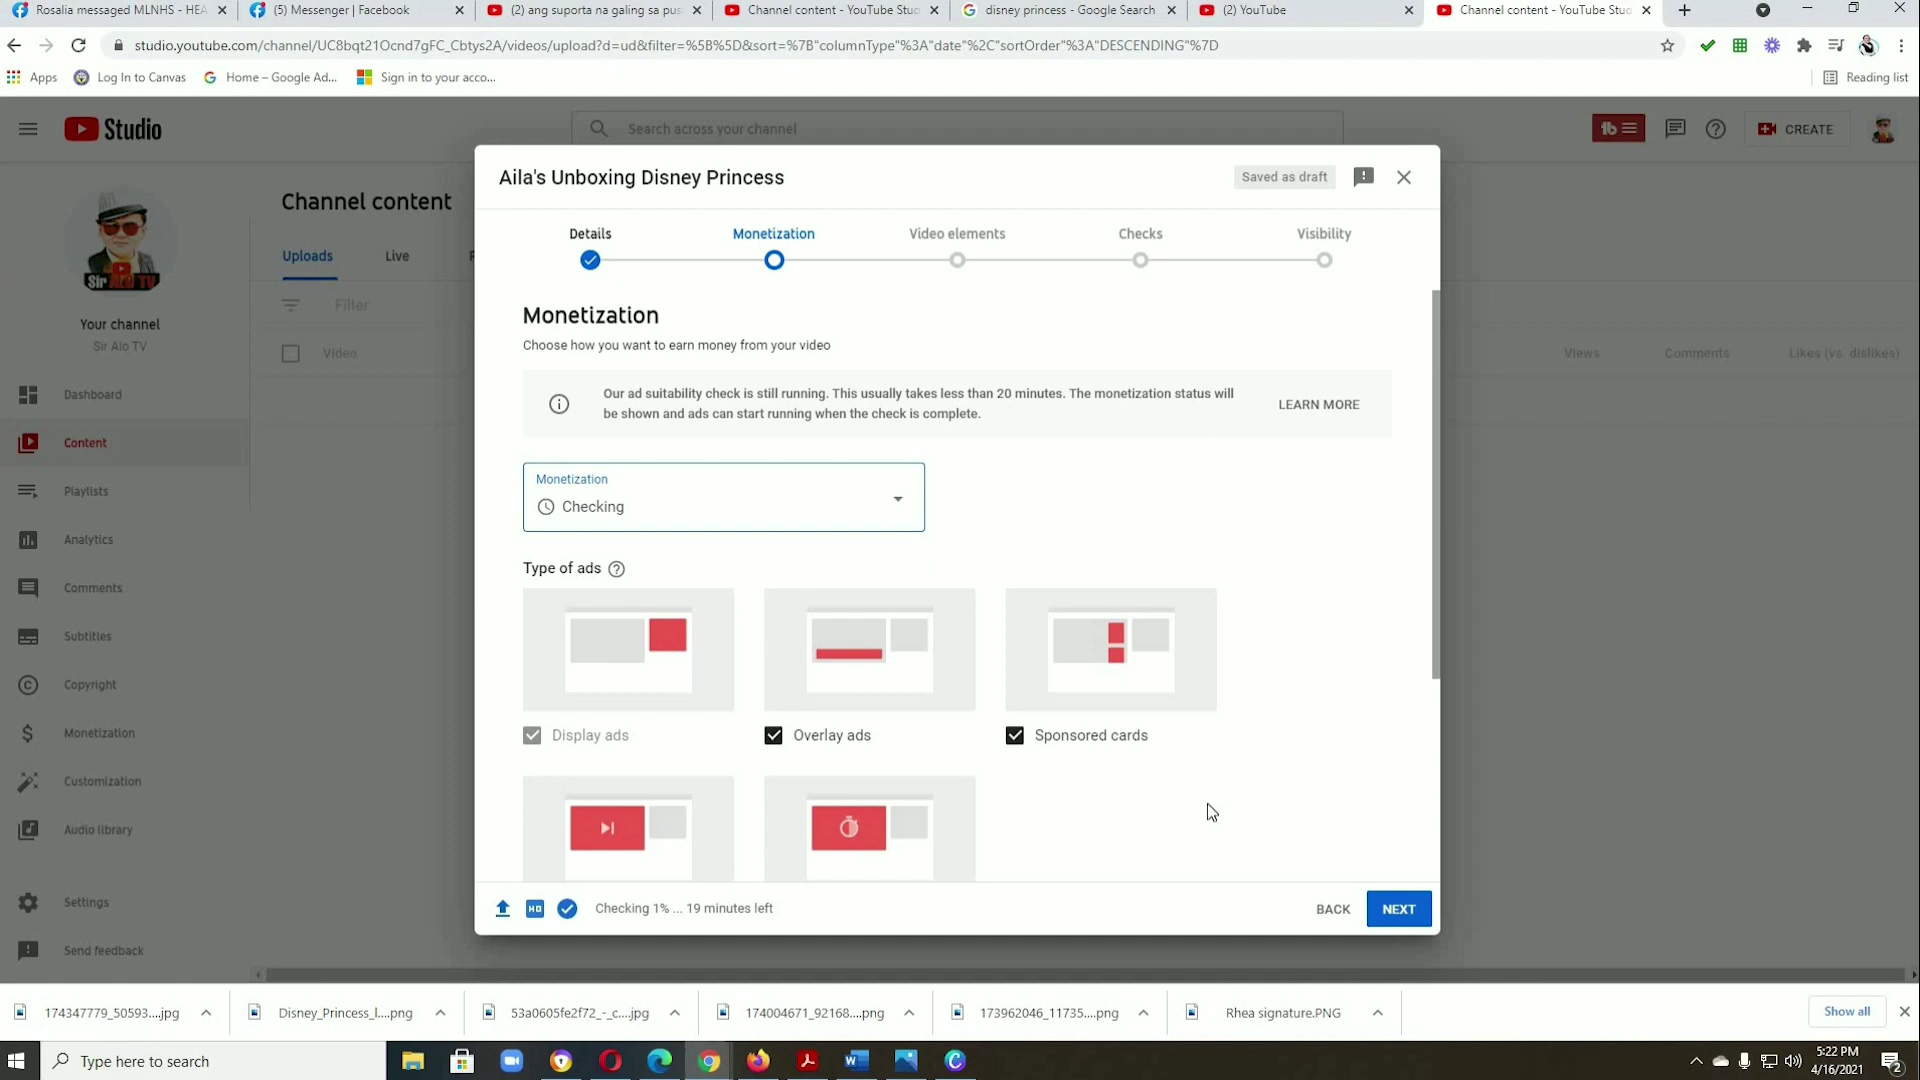 Rosalia messaged MLNHS - HEA
(5) Messenger | Facebook
(2) ang suporta na galing sa pus
Channel content - YouTube Stud
disney princess - Google Search
(2) YouTube
Channel content - YouTube Stud
studio.youtube.com/channel/UC8bqt21Ocnd7gFC_Cbtys2A/videos/upload?d=ud&filter=%5B%5D&sort=%7B"columnType"%3A"date"%2C"sortOrder"%3A"DESCENDING"%7D
Apps
Log In to Canvas
Home – Google Ad...
Sign in to your acco...
Reading list
Studio
Search across your channel
CREATE
Aila's Unboxing Disney Princess
Saved as draft
Details
Monetization
Video elements
Checks
Visibility
Channel content
Uploads
Live
Filter
Video
Views
Comments
Likes (vs. dislikes)
Sir Alo TV
Your channel
Sir Alo TV
Dashboard
Content
Playlists
Analytics
Comments
Subtitles
Copyright
Monetization
Customization
Audio library
Settings
Send feedback
Monetization
Choose how you want to earn money from your video
Our ad suitability check is still running. This usually takes less than 20 minutes. The monetization status will
be shown and ads can start running when the check is complete.
LEARN MORE
Monetization
Checking
Type of ads
Display ads
Overlay ads
Sponsored cards
HD
Checking 1% ... 19 minutes left
BACK
NEXT
174347779_50593....jpg
Disney_Princess_l....png
53a0605fe2f72_-_c....jpg
174004671_92168....png
173962046_11735....png
Rhea signature.PNG
Show all
Type here to search
5:22 PM
4/16/2021
2